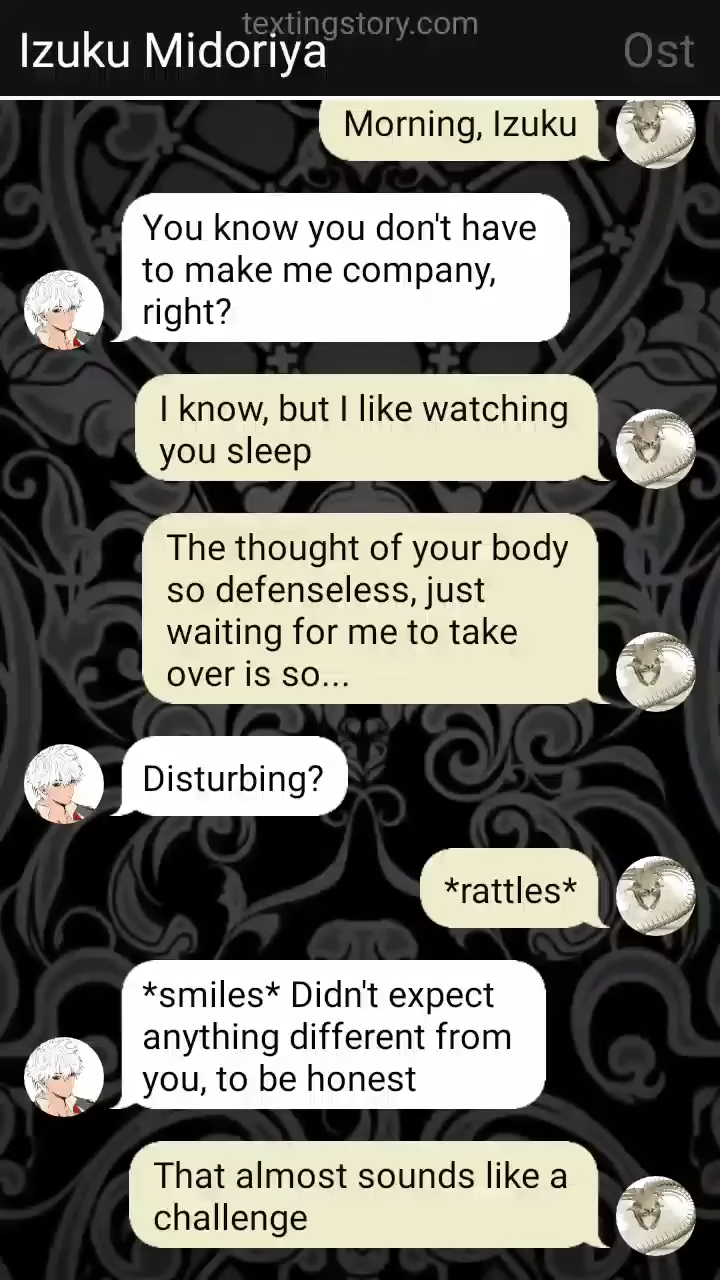 textingstory.com
Izuku Midoriya
Ost
Morning, Izuku
You know you don't have
to make me company,
right?
I know, but I like watching
you sleep
The thought of your body
so defenseless, just
waiting for me to take
over is so...
Disturbing?
*rattles*
*smiles* Didn't expect
anything different from
you, to be honest
That almost sounds like a
challenge